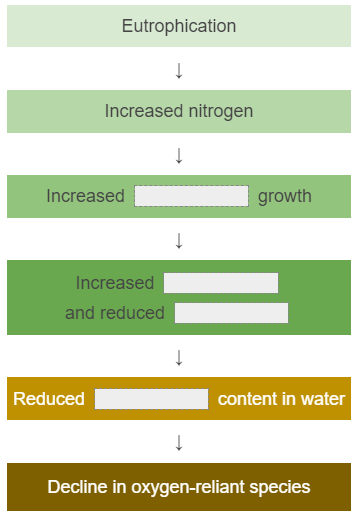 Eutrophication
↓
Increased nitrogen
↓
Increased growth
↓
Increased
and reduced
↓
Reduced content in water
↓
Decline in oxygen-reliant species